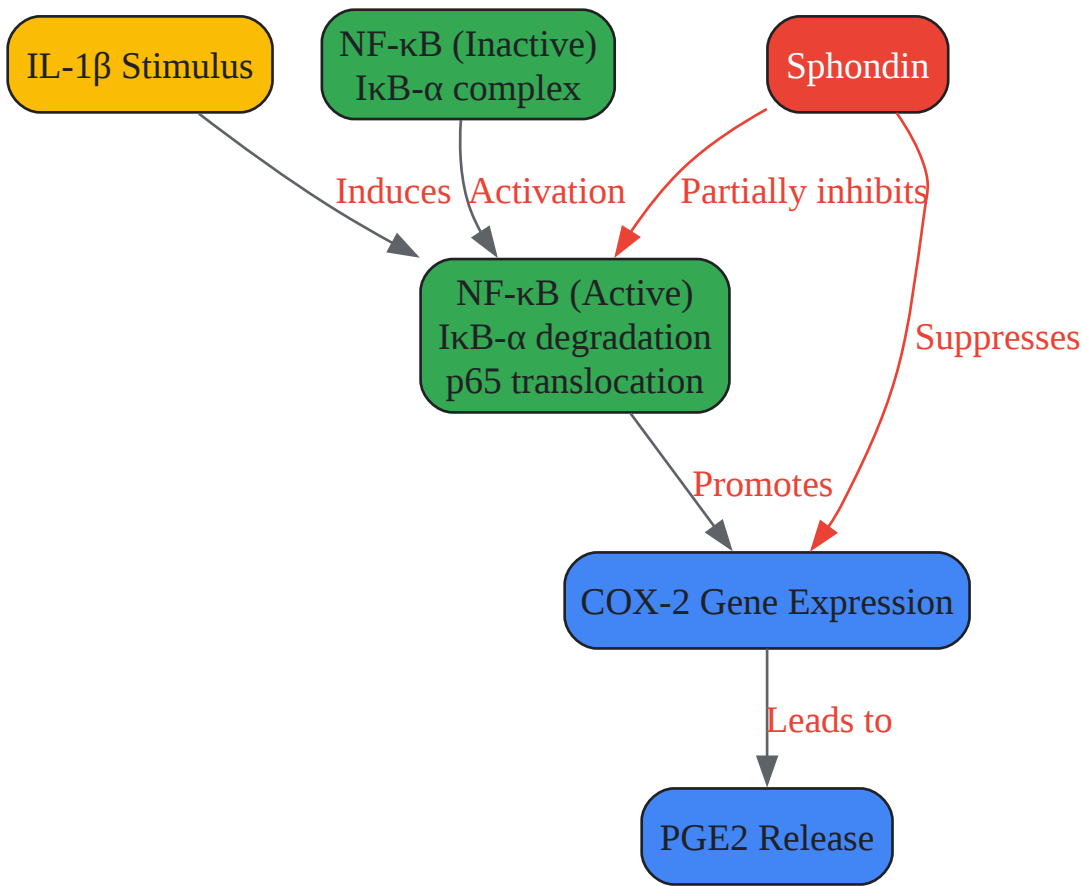 IL-1β Stimulus
NF-κB (Inactive)
IκB-α complex
Sphondin
Induces
Activation
Partially inhibits
NF-κB (Active)
IκB-α degradation
p65 translocation
Suppresses
Promotes
COX-2 Gene Expression
Leads to
PGE2 Release